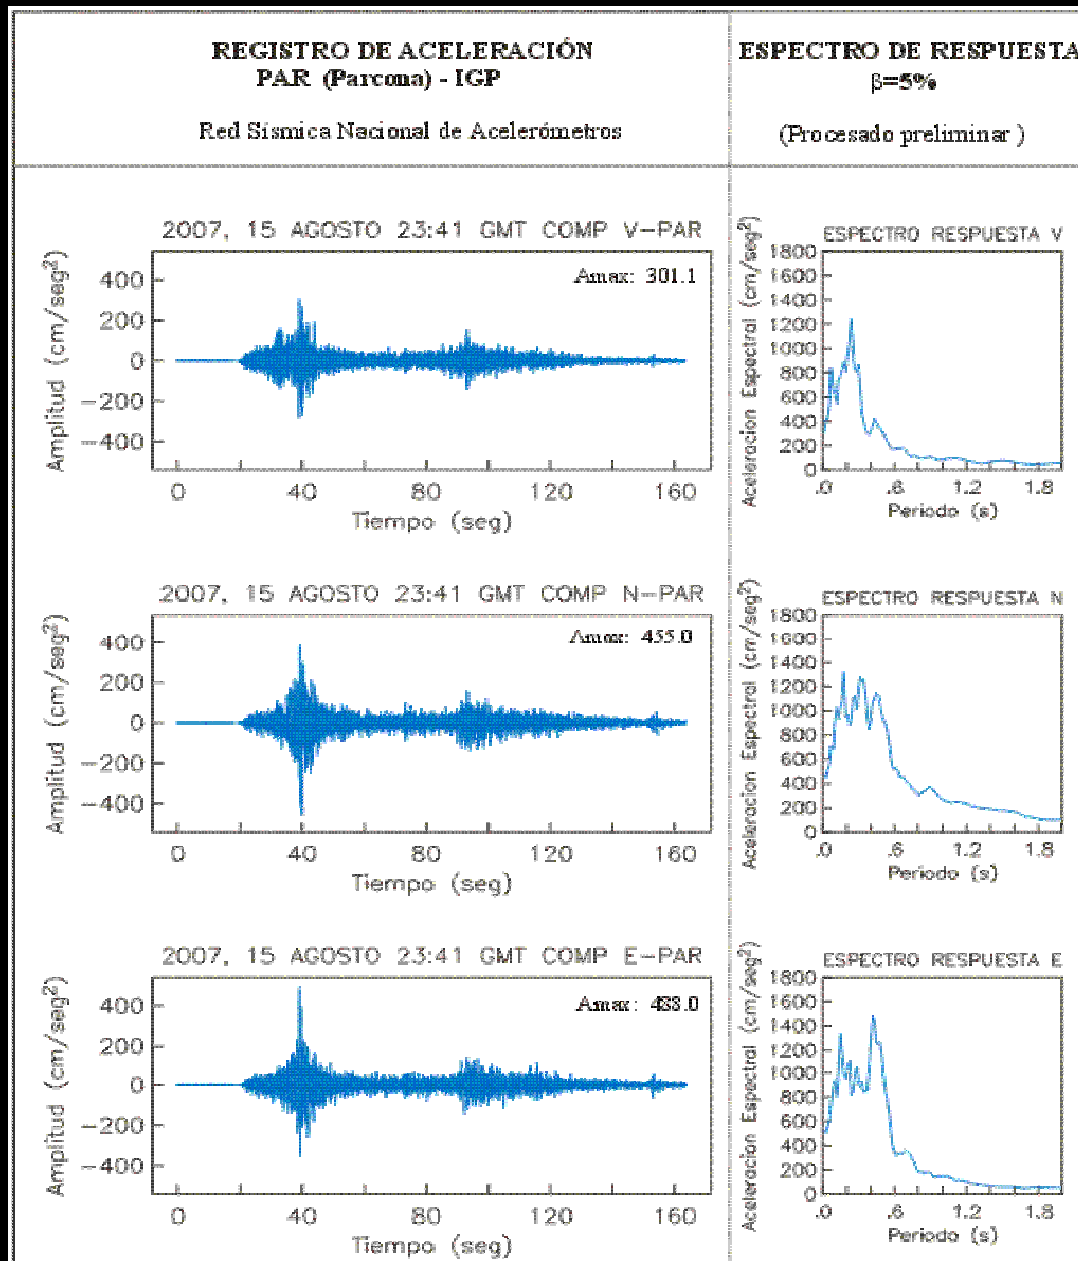 REGISTRO DE ACELERACIÓN
PAR (Parcona) - IGP
Red Sísmica Nacional de Acelerómetros
ESPECTRO DE RESPUESTA
β=5%
(Procesado preliminar )
2007, 15 AGOSTO 23:41 GMT COMP V-PAR
Amax: 301.1
Amplitud (cm/seg²)
400
200
0
-200
-400
0 40 80 120 160
Tiempo (seg)
ESPECTRO RESPUESTA V
Aceleracion Espectral (cm/seg²)
1800
1600
1400
1200
1000
800
600
400
200
0
.0 .6 1.2 1.8
Periodo (s)
2007, 15 AGOSTO 23:41 GMT COMP N-PAR
Amax: 455.0
Amplitud (cm/seg²)
400
200
0
-200
-400
0 40 80 120 160
Tiempo (seg)
ESPECTRO RESPUESTA N
Aceleracion Espectral (cm/seg²)
1800
1600
1400
1200
1000
800
600
400
200
0
.0 .6 1.2 1.8
Periodo (s)
2007, 15 AGOSTO 23:41 GMT COMP E-PAR
Amax: 488.0
Amplitud (cm/seg²)
400
200
0
-200
-400
0 40 80 120 160
Tiempo (seg)
ESPECTRO RESPUESTA E
Aceleracion Espectral (cm/seg²)
1800
1600
1400
1200
1000
800
600
400
200
0
.0 .6 1.2 1.8
Periodo (s)